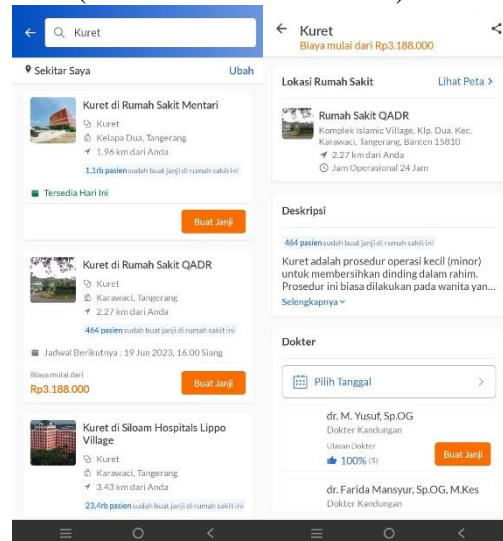 Kuret
Sekitar Saya
Ubah
Kuret di Rumah Sakit Mentari
Kuret
Kelapa Dua, Tangerang
1.96 km dari Anda
1,1rb pasien sudah buat janji di rumah sakit ini
Tersedia Hari Ini
Buat Janji
Kuret di Rumah Sakit QADR
Kuret
Karawaci, Tangerang
2.27 km dari Anda
464 pasien sudah buat janji di rumah sakit ini
Jadwal Berikutnya : 19 Jun 2023, 16.00 Siang
Biaya mulai dari
Rp3.188.000
Buat Janji
Kuret di Siloam Hospitals Lippo
Village
Kuret
Karawaci, Tangerang
3.43 km dari Anda
23,4rb pasien sudah buat janji di rumah sakit ini
Kuret
Biaya mulai dari Rp3.188.000
Lokasi Rumah Sakit
Lihat Peta >
Rumah Sakit QADR
Komplek Islamic Village, Klp. Dua, Kec.
Karawaci, Tangerang, Banten 15810
2.27 km dari Anda
Jam Operasional 24 Jam
Deskripsi
464 pasien sudah buat janji di rumah sakit ini
Kuret adalah prosedur operasi kecil (minor)
untuk membersihkan dinding dalam rahim.
Prosedur ini biasa dilakukan pada wanita yan...
Selengkapnya
Dokter
Pilih Tanggal
dr. M. Yusuf, Sp.OG
Dokter Kandungan
Ulasan Dokter
100% (5)
Buat Janji
dr. Farida Mansyur, Sp.OG, M.Kes
Dokter Kandungan